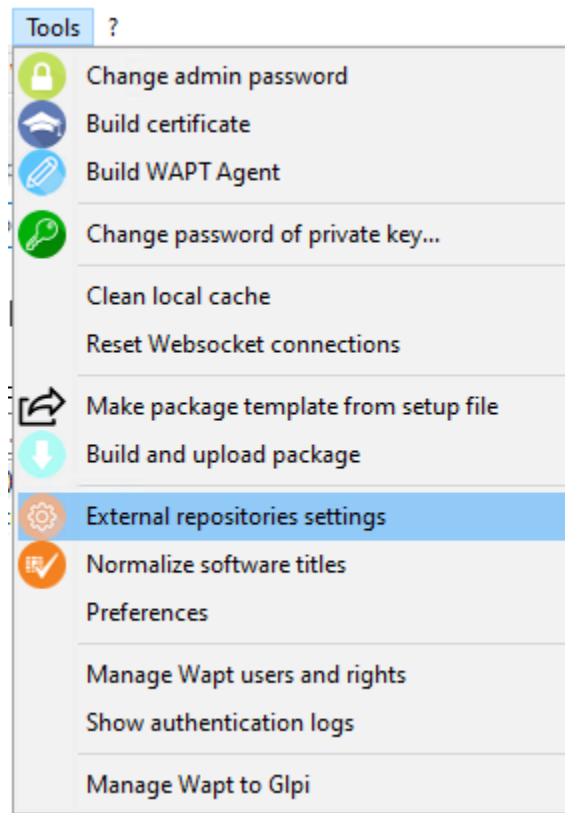 Tools ?
Change admin password
Build certificate
Build WAPT Agent
Change password of private key...
Clean local cache
Reset Websocket connections
Make package template from setup file
Build and upload package
External repositories settings
Normalize software titles
Preferences
Manage Wapt users and rights
Show authentication logs
Manage Wapt to Glpi